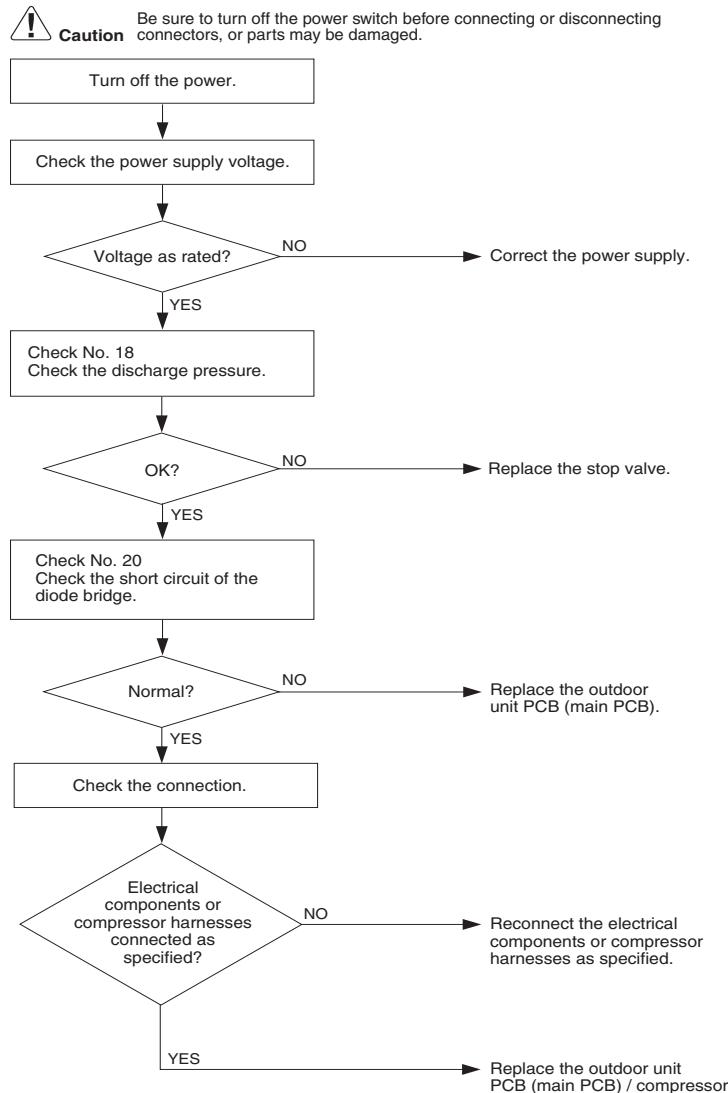 Caution
Be sure to turn off the power switch before connecting or disconnecting
connectors, or parts may be damaged.
Turn off the power.
Check the power supply voltage.
Voltage as rated?
NO
Correct the power supply.
YES
Check No. 18
Check the discharge pressure.
OK?
NO
Replace the stop valve.
YES
Check No. 20
Check the short circuit of the
diode bridge.
Normal?
NO
Replace the outdoor
unit PCB (main PCB).
YES
Check the connection.
Electrical
components or
compressor harnesses
connected as
specified?
NO
Reconnect the electrical
components or compressor
harnesses as specified.
YES
Replace the outdoor unit
PCB (main PCB) / compressor